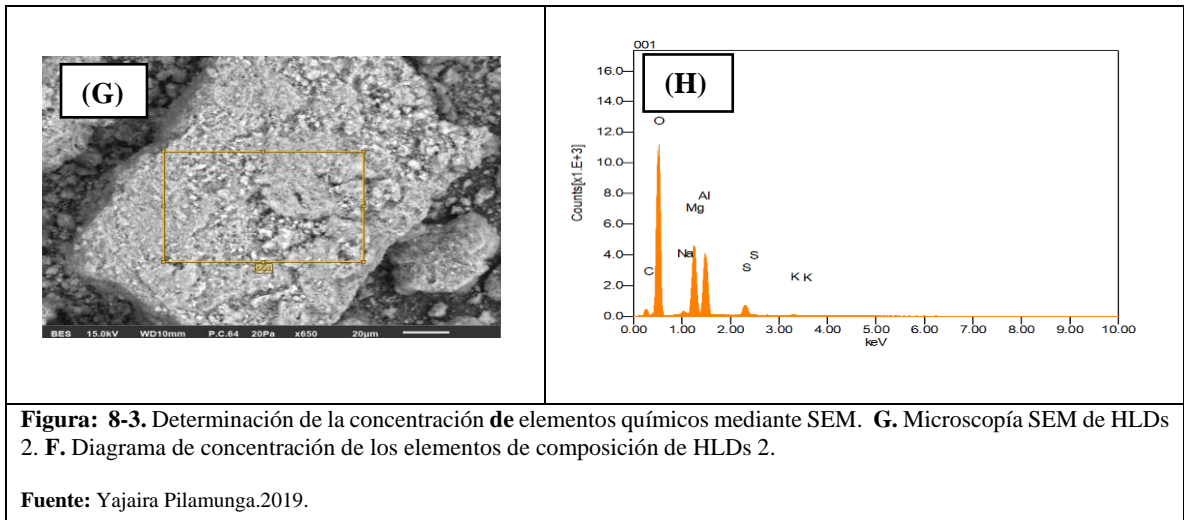 (G)
001
BES 15.0kV WD10mm P.C.64 20Pa x650 20µm
001
(H)
Counts[x1.E+3]
16.0
14.0
12.0
10.0
8.0
6.0
4.0
2.0
0.0
O
Al
Mg
Na
C
S
S
K K
0.00 1.00 2.00 3.00 4.00 5.00 6.00 7.00 8.00 9.00 10.00
keV
Figura: 8-3. Determinación de la concentración de elementos químicos mediante SEM. G. Microscopía SEM de HLDs
2. F. Diagrama de concentración de los elementos de composición de HLDs 2.
Fuente: Yajaira Pilamunga.2019.